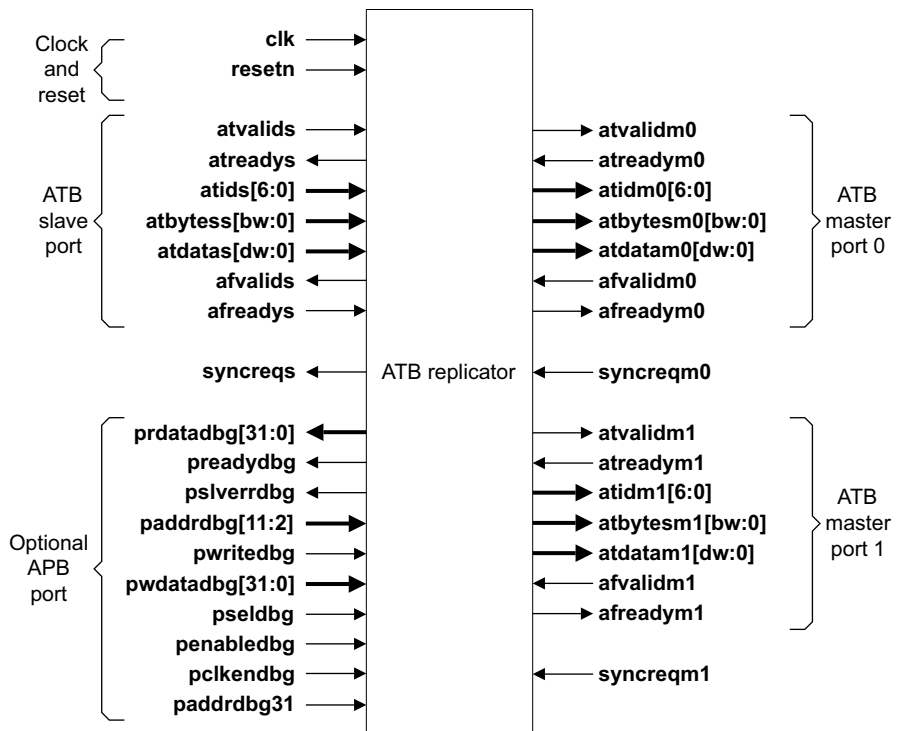 Clock
and
reset
clk
resetn
ATB
slave
port
atvalids
atreadys
atids[6:0]
atbytess[bw:0]
atdatas[dw:0]
afvalids
afreadys
syncreqs
Optional
APB
port
prdatadbg[31:0]
preadydbg
pslverrdbg
paddrdbg[11:2]
pwritedbg
pwdatadbg[31:0]
pseldbg
penabledbg
pclkendbg
paddrdbg31
ATB replicator
atvalidm0
atreadym0
atidm0[6:0]
atbytesm0[bw:0]
atdatam0[dw:0]
afvalidm0
afreadym0
ATB
master
port 0
syncreqm0
atvalidm1
atreadym1
atidm1[6:0]
atbytesm1[bw:0]
atdatam1[dw:0]
afvalidm1
afreadym1
ATB
master
port 1
syncreqm1